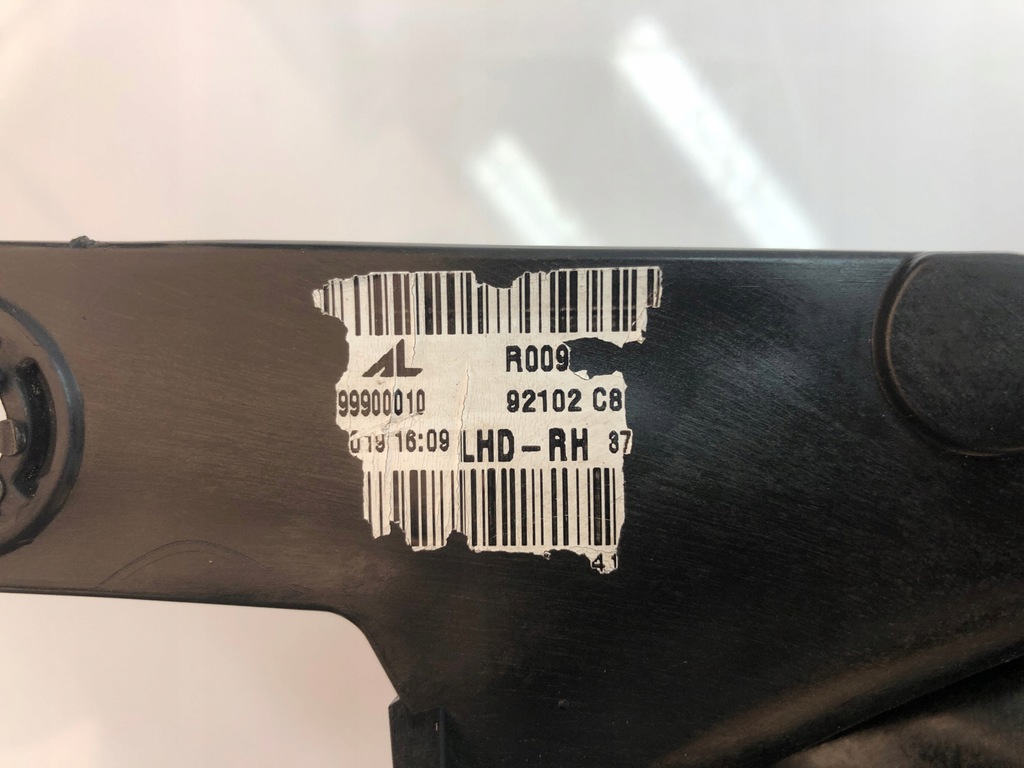 AL R009
99900010 92102 C8
019 16:09 LHD-RH 37
41